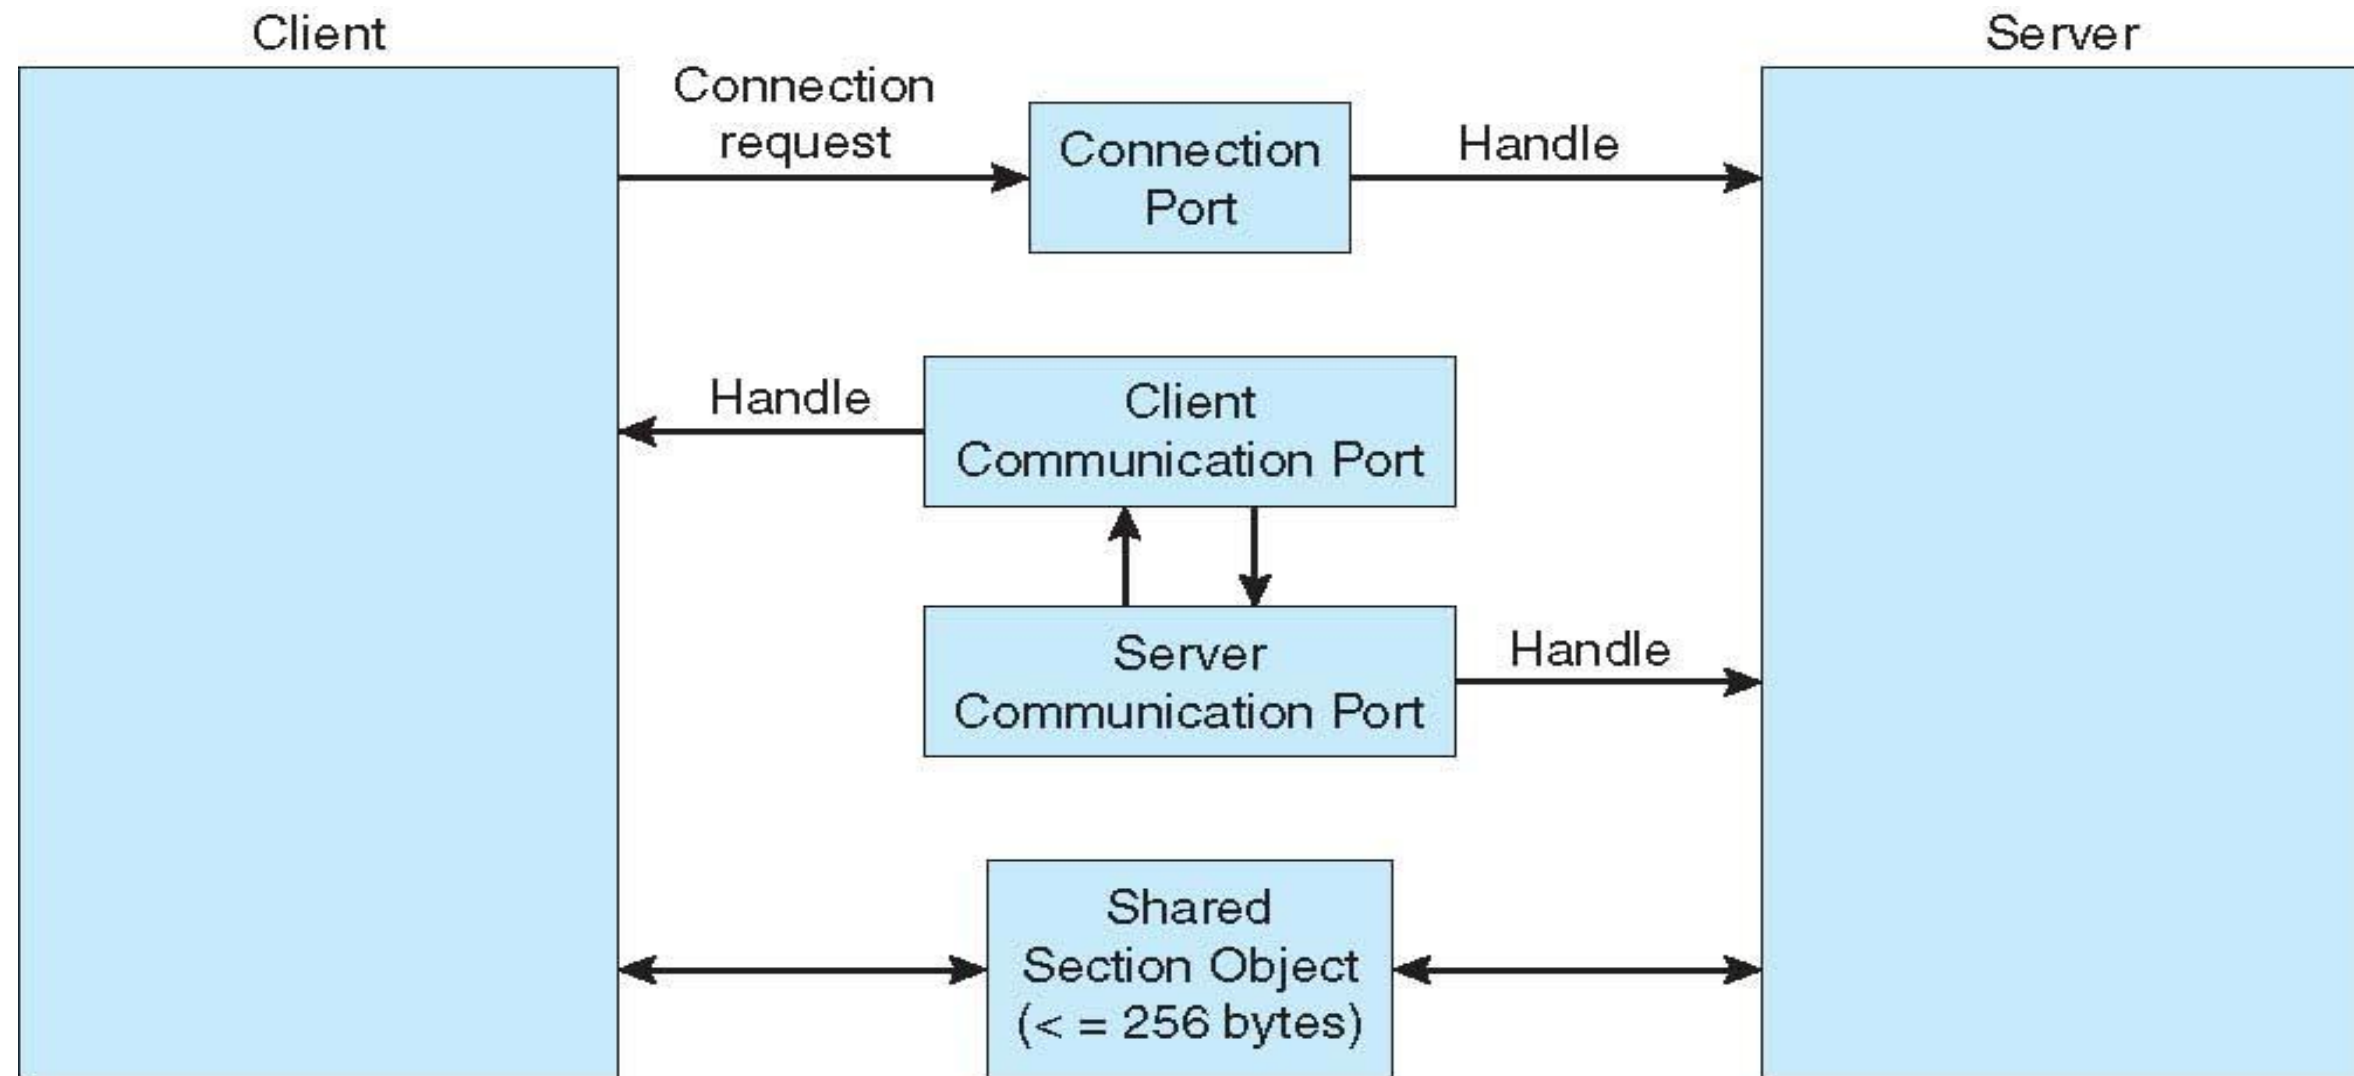 Client
Server
Connection
request
Connection
Port
Handle
Handle
Client
Communication Port
Server
Communication Port
Handle
Shared
Section Object
(< = 256 bytes)